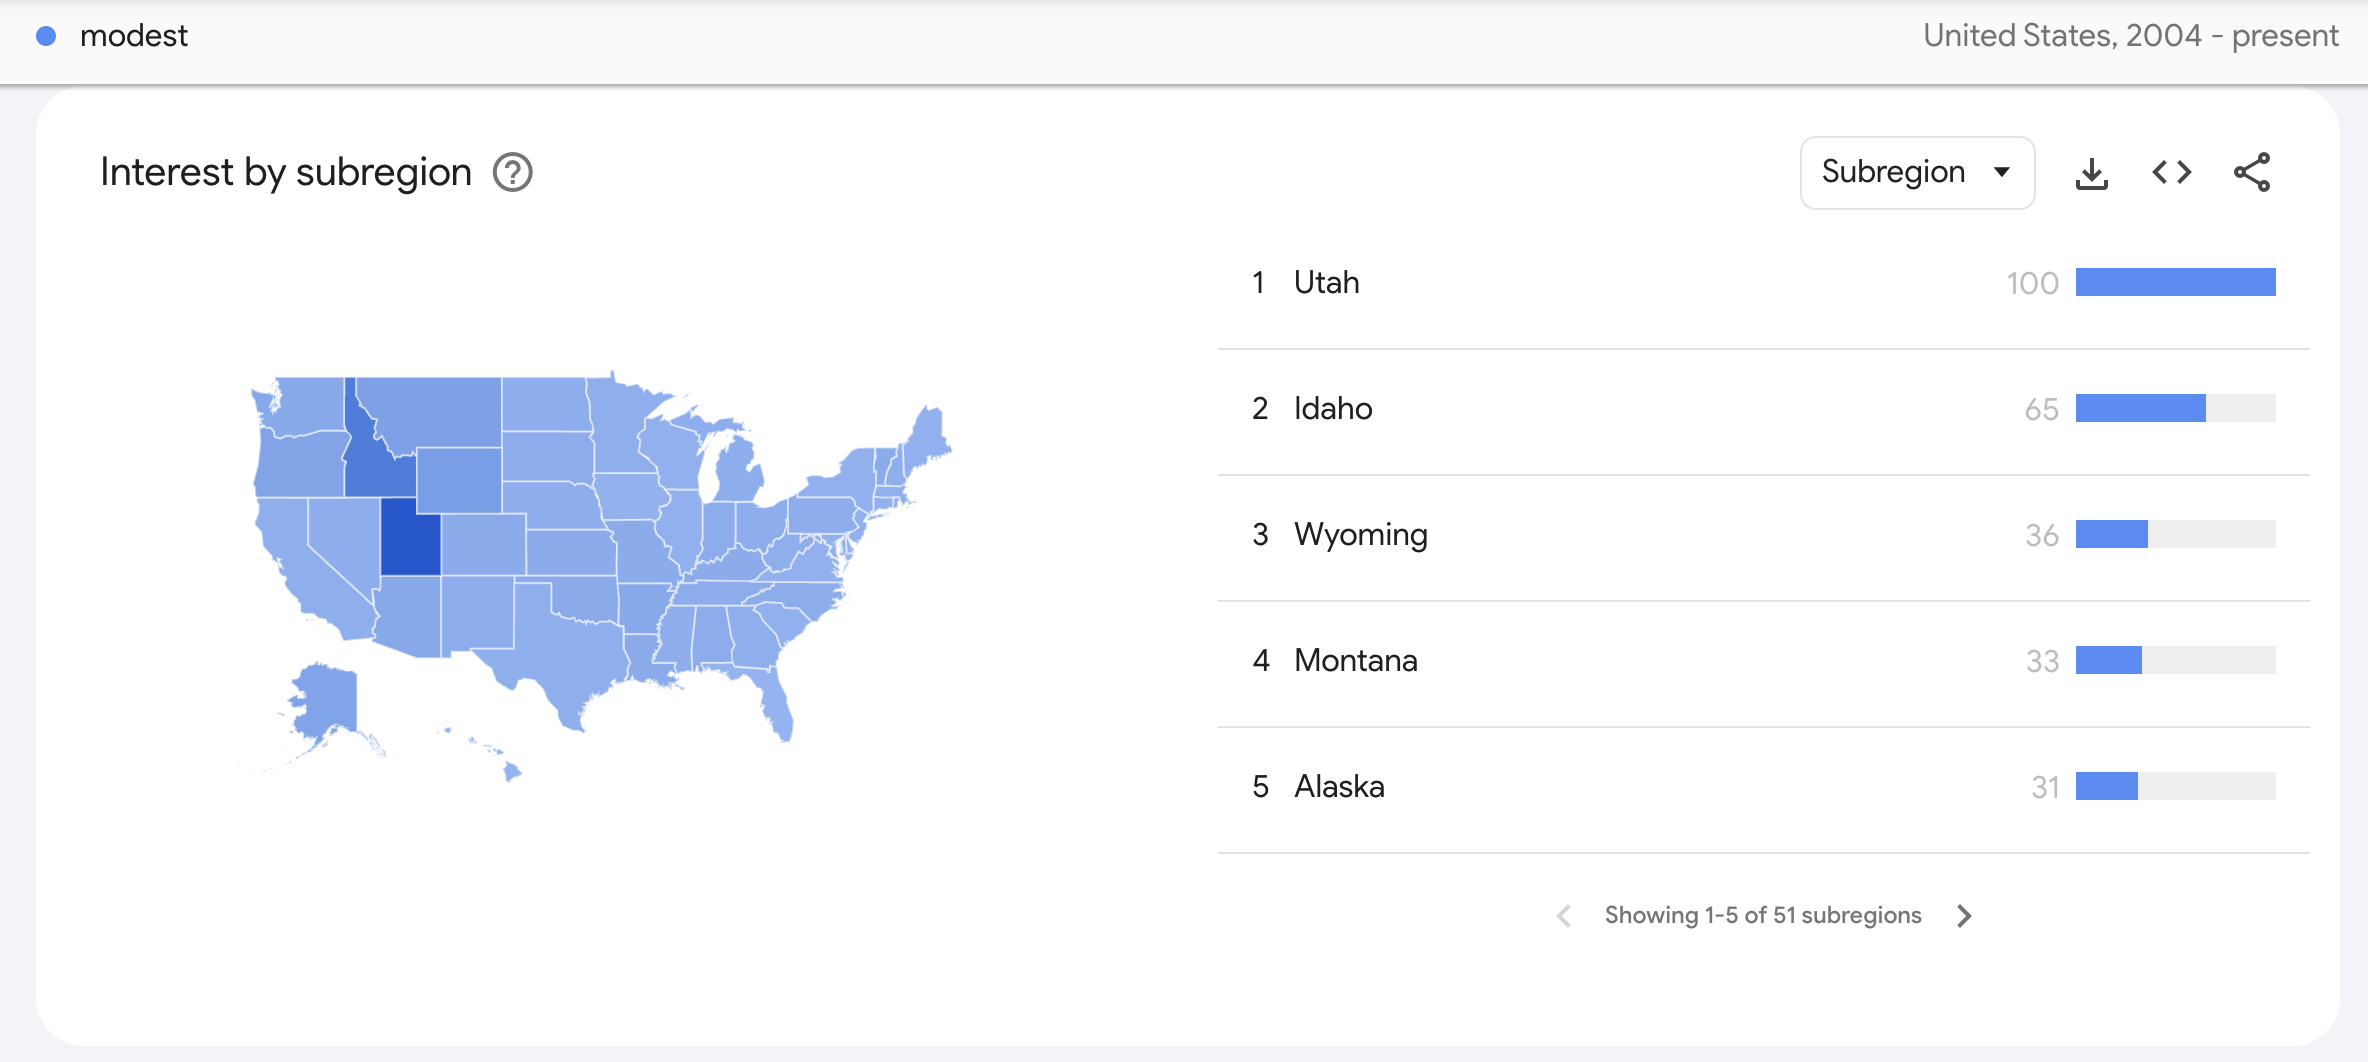 modest
United States, 2004 - present
Interest by subregion
Subregion
1 Utah 100
2 Idaho 65
3 Wyoming 36
4 Montana 33
5 Alaska 31
Showing 1-5 of 51 subregions